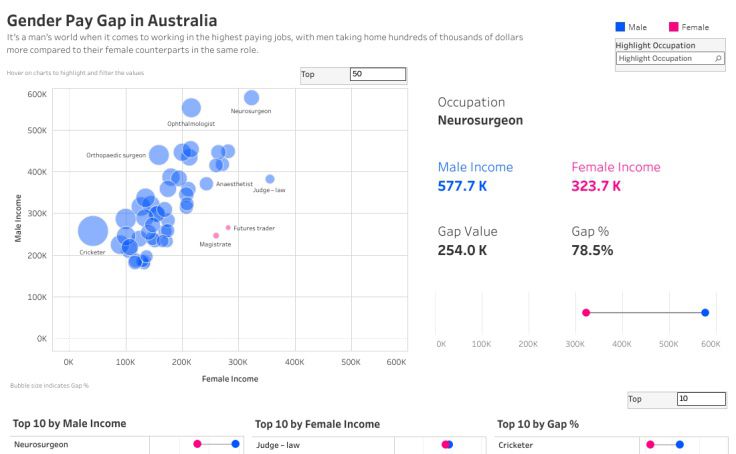 Gender Pay Gap in Australia
It's a man's world when it comes to working in the highest paying jobs, with men taking home hundreds of thousands of dollars
more compared to their female counterparts in the same role.
Male
Female
Highlight Occupation
Highlight Occupation
Hover on charts to highlight and filter the values
Top
50
600K
500K
400K
300K
200K
100K
0K
Male Income
Neurosurgeon
Ophthalmologist
Orthopaedic surgeon
Anaesthetist
Judge – law
Futures trader
Magistrate
Cricketer
0K
100K
200K
300K
400K
500K
600K
Female Income
Bubble size indicates Gap %
Occupation
Neurosurgeon
Male Income
Female Income
577.7 K
323.7 K
Gap Value
Gap %
254.0 K
78.5%
0K
100K
200K
300K
400K
500K
600K
Top
10
Top 10 by Male Income
Top 10 by Female Income
Top 10 by Gap %
Neurosurgeon
Judge – law
Cricketer